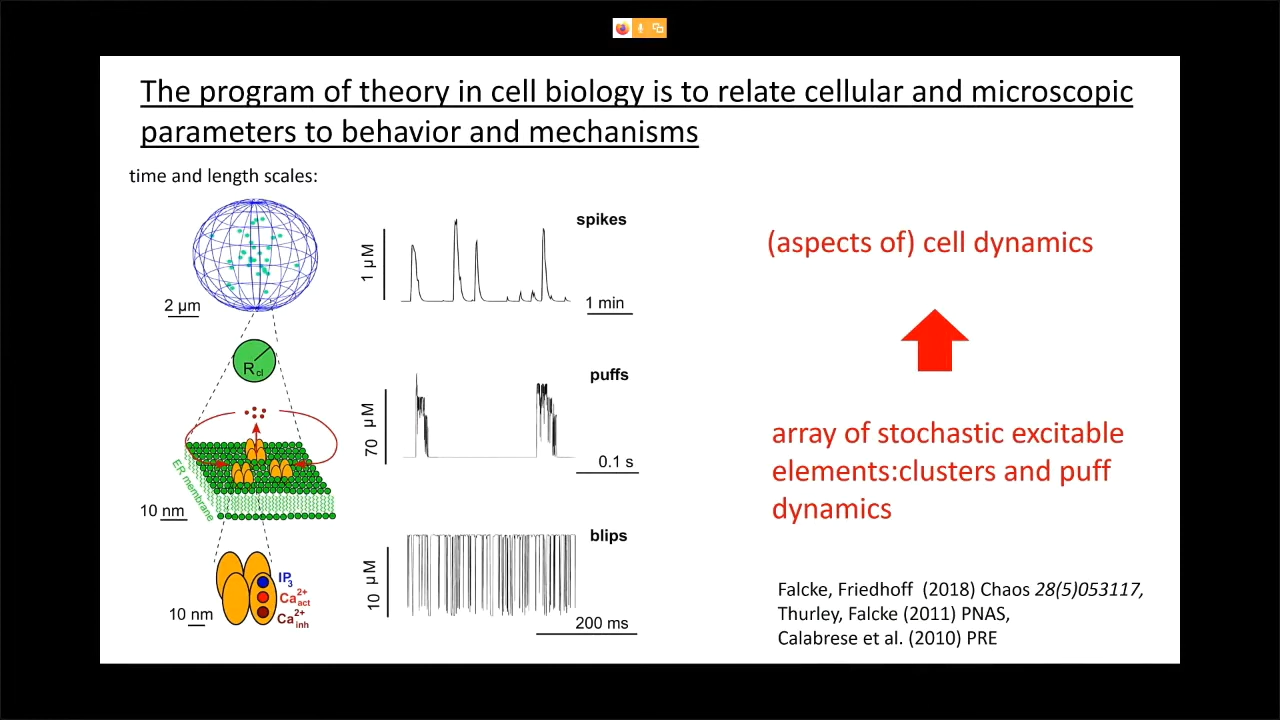 The program of theory in cell biology is to relate cellular and microscopic
parameters to behavior and mechanisms
time and length scales:
spikes
1 µM
1 min
2 µm
(aspects of) cell dynamics
Rcl
puffs
70 µM
0.1 s
array of stochastic excitable
elements:clusters and puff
dynamics
ER membrane
10 nm
blips
10 µM
200 ms
IP3
Ca2+act
Ca2+inh
10 nm
Falcke, Friedhoff (2018) Chaos 28(5)053117,
Thurley, Falcke (2011) PNAS,
Calabrese et al. (2010) PRE